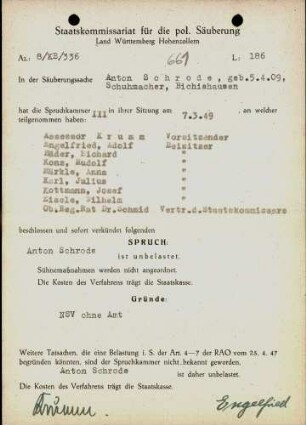 Staatskommissariat für die pol. Säuberung
Land Württemberg Hohenzollern
Az.: 8/KB/336
661
L: 186
In der Säuberungssache Anton Schrode, geb.5.4.09,
Schuhmacher, Bichishausen
hat die Spruchkammer III in ihrer Sitzung am 7.3.49, an welcher
teilgenommen haben:
Assessor Krumm Vorsitzender
Engelfried, Adolf Beisitzer
Mäder, Richard "
Konz, Rudolf "
Märkle, Anna "
Karl, Julius "
Kottmann, Josef "
Eisele, Wilhelm "
Ob.Reg.Rat Dr.Schmid Vertr.d.Staatskommissars
beschlossen und sofort verkündet folgenden
SPRUCH:
Anton Schrode
ist unbelastet.
Sühnemaßnahmen werden nicht angeordnet.
Die Kosten des Verfahrens trägt die Staatskasse.
Gründe:
NSV ohne Amt
Weitere Tatsachen, die eine Belastung i. S. der Art. 4—7 der RAO vom 25. 4. 47
begründen könnten, sind der Spruchkammer nicht bekannt geworden.
Anton Schrode ist daher unbelastet.
Die Kosten des Verfahrens trägt die Staatskasse.
Krumm
Engelfried